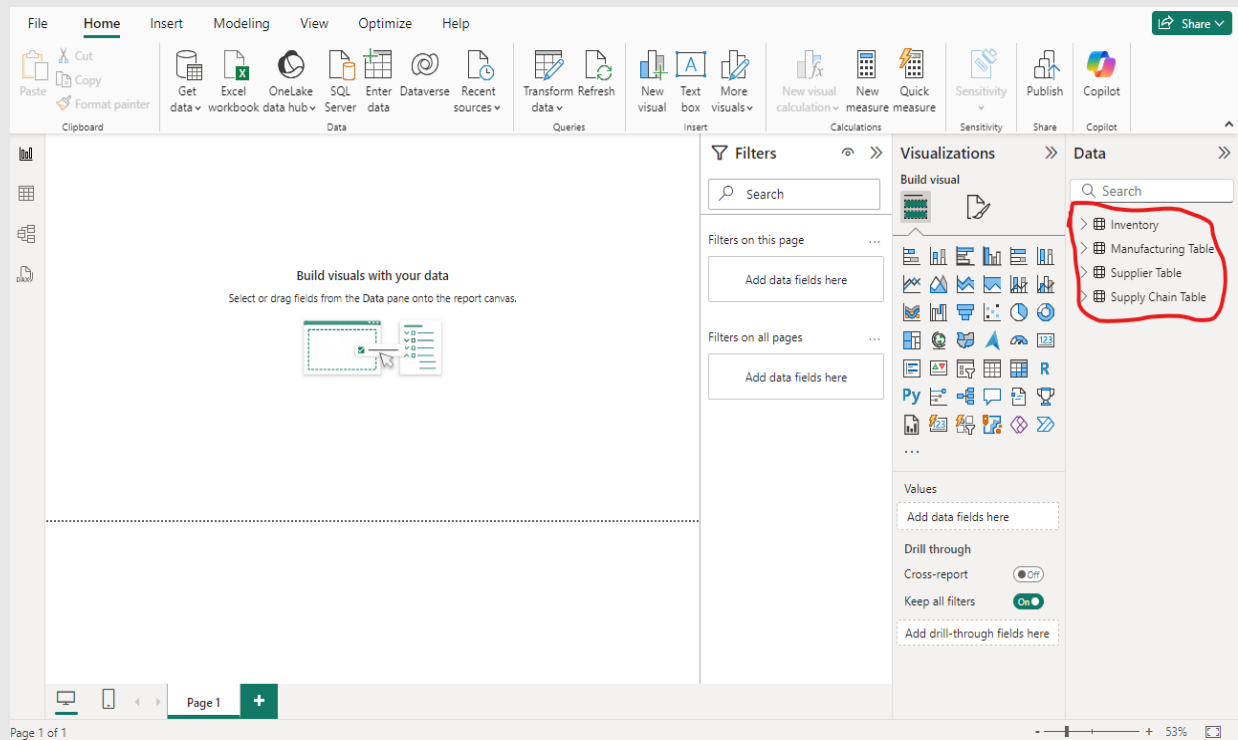 File Home Insert Modeling View Optimize Help Share
Paste Cut Copy Format painter
Clipboard
Get data Excel workbook OneLake data hub SQL Server Enter data Dataverse Recent sources
Data
Transform data Refresh
Queries
New visual Text box More visuals
Insert
New visual calculation New measure Quick measure
Calculations
Sensitivity
Sensitivity
Publish
Share
Copilot
Copilot
Build visuals with your data
Select or drag fields from the Data pane onto the report canvas.
Filters
Search
Filters on this page
Add data fields here
Filters on all pages
Add data fields here
Visualizations
Build visual
123
R
Py
123
Values
Add data fields here
Drill through
Cross-report Off
Keep all filters On
Add drill-through fields here
Data
Search
Inventory
Manufacturing Table
Supplier Table
Supply Chain Table
Page 1
Page 1 of 1
- + 53%